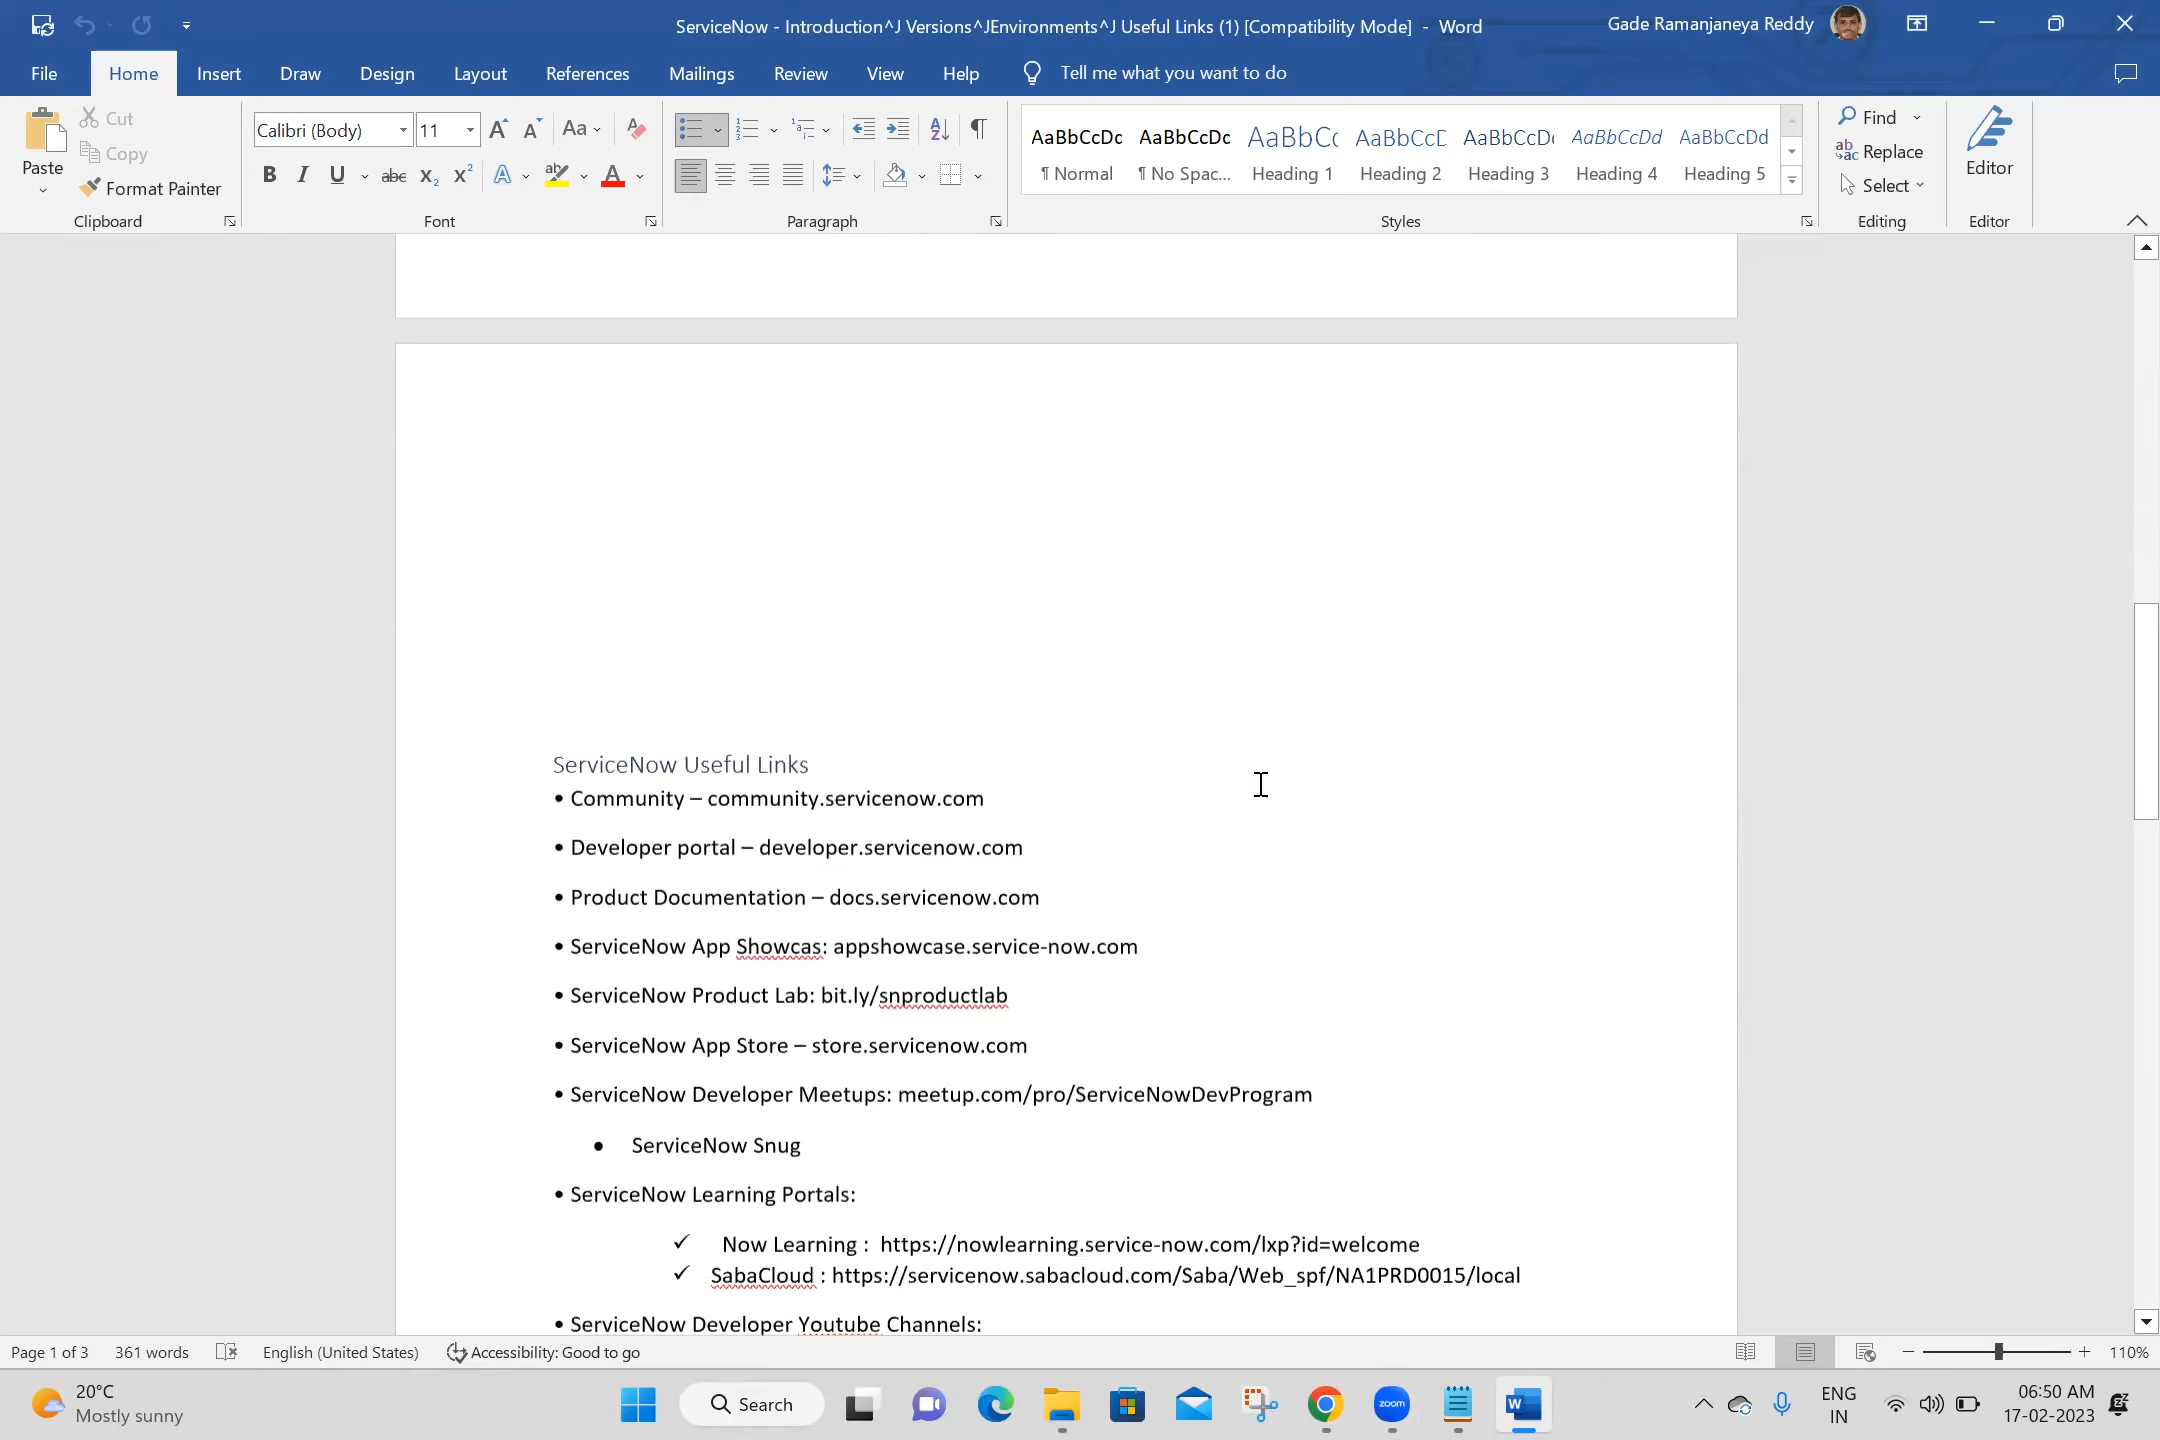 ServiceNow - Introduction^J Versions^JEnvironments^J Useful Links (1) [Compatibility Mode] - Word
Gade Ramanjaneya Reddy
File Home Insert Draw Design Layout References Mailings Review View Help Tell me what you want to do
Paste
Cut
Copy
Format Painter
Clipboard
Calibri (Body) 11
Font
Paragraph
AaBbCcDc AaBbCcDc AaBbCc AaBbCcD AaBbCcDc AaBbCcDd AaBbCcDd
¶ Normal ¶ No Spac... Heading 1 Heading 2 Heading 3 Heading 4 Heading 5
Styles
Find
Replace
Select
Editing
Editor
Editor
ServiceNow Useful Links
• Community – community.servicenow.com
• Developer portal – developer.servicenow.com
• Product Documentation – docs.servicenow.com
• ServiceNow App Showcas: appshowcase.service-now.com
• ServiceNow Product Lab: bit.ly/snproductlab
• ServiceNow App Store – store.servicenow.com
• ServiceNow Developer Meetups: meetup.com/pro/ServiceNowDevProgram
• ServiceNow Snug
• ServiceNow Learning Portals:
✓ Now Learning : https://nowlearning.service-now.com/lxp?id=welcome
✓ SabaCloud : https://servicenow.sabacloud.com/Saba/Web_spf/NA1PRD0015/local
• ServiceNow Developer Youtube Channels:
Page 1 of 3 361 words English (United States) Accessibility: Good to go 110%
20°C
Mostly sunny
Search
zoom
ENG
IN
06:50 AM
17-02-2023